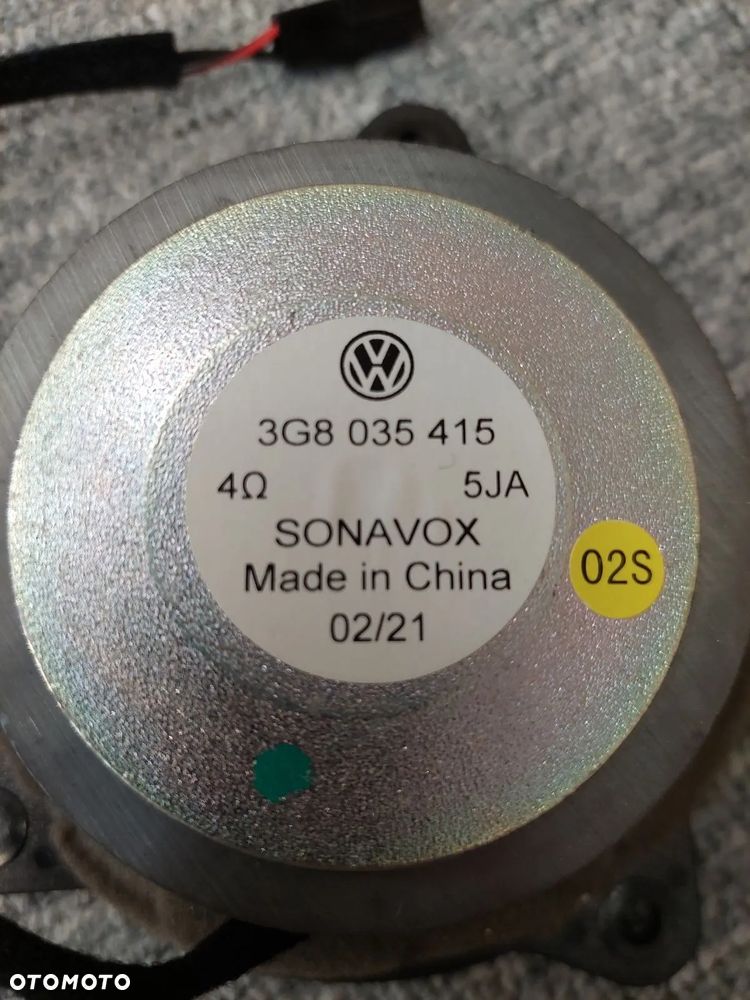 3G8 035 415
4Ω 5JA
SONAVOX
Made in China
02/21
02S
OTOMOTO